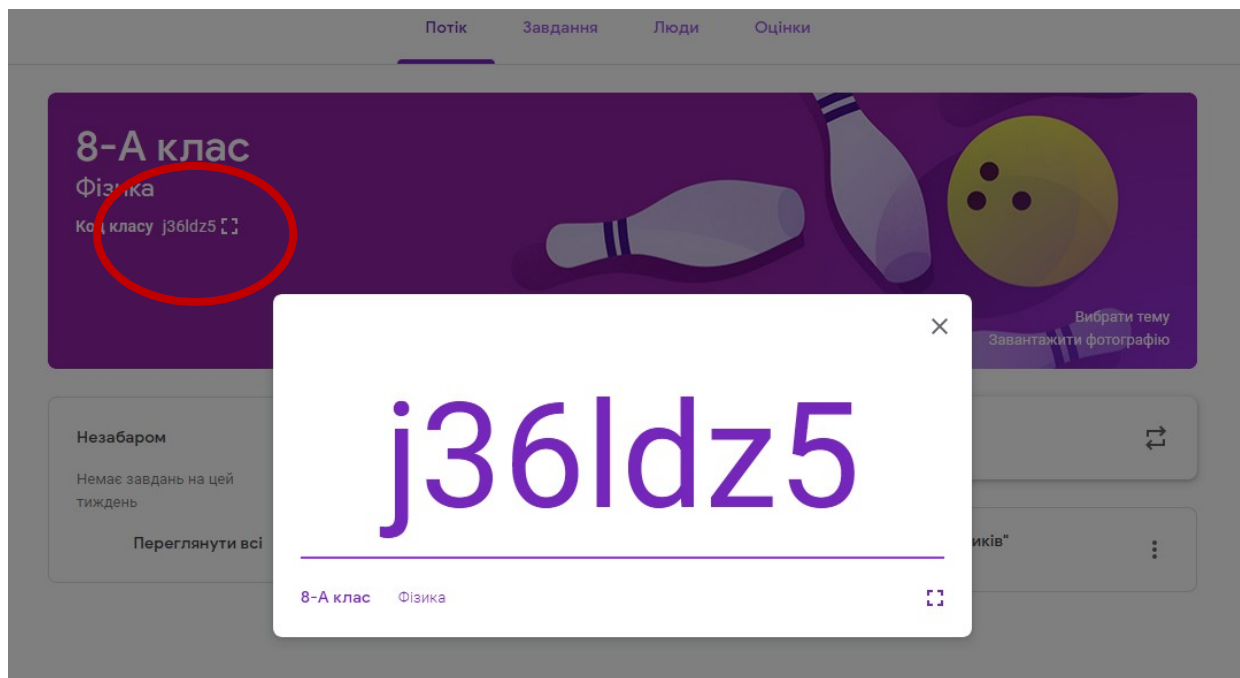 Потік Завдання Люди Оцінки
8-А клас
Фізика
Код класу j36ldz5
Вибрати тему
Завантажити фотографію
j36ldz5
8-А клас Фізика
Незабаром
Немає завдань на цей
тиждень
Переглянути всі
иків"